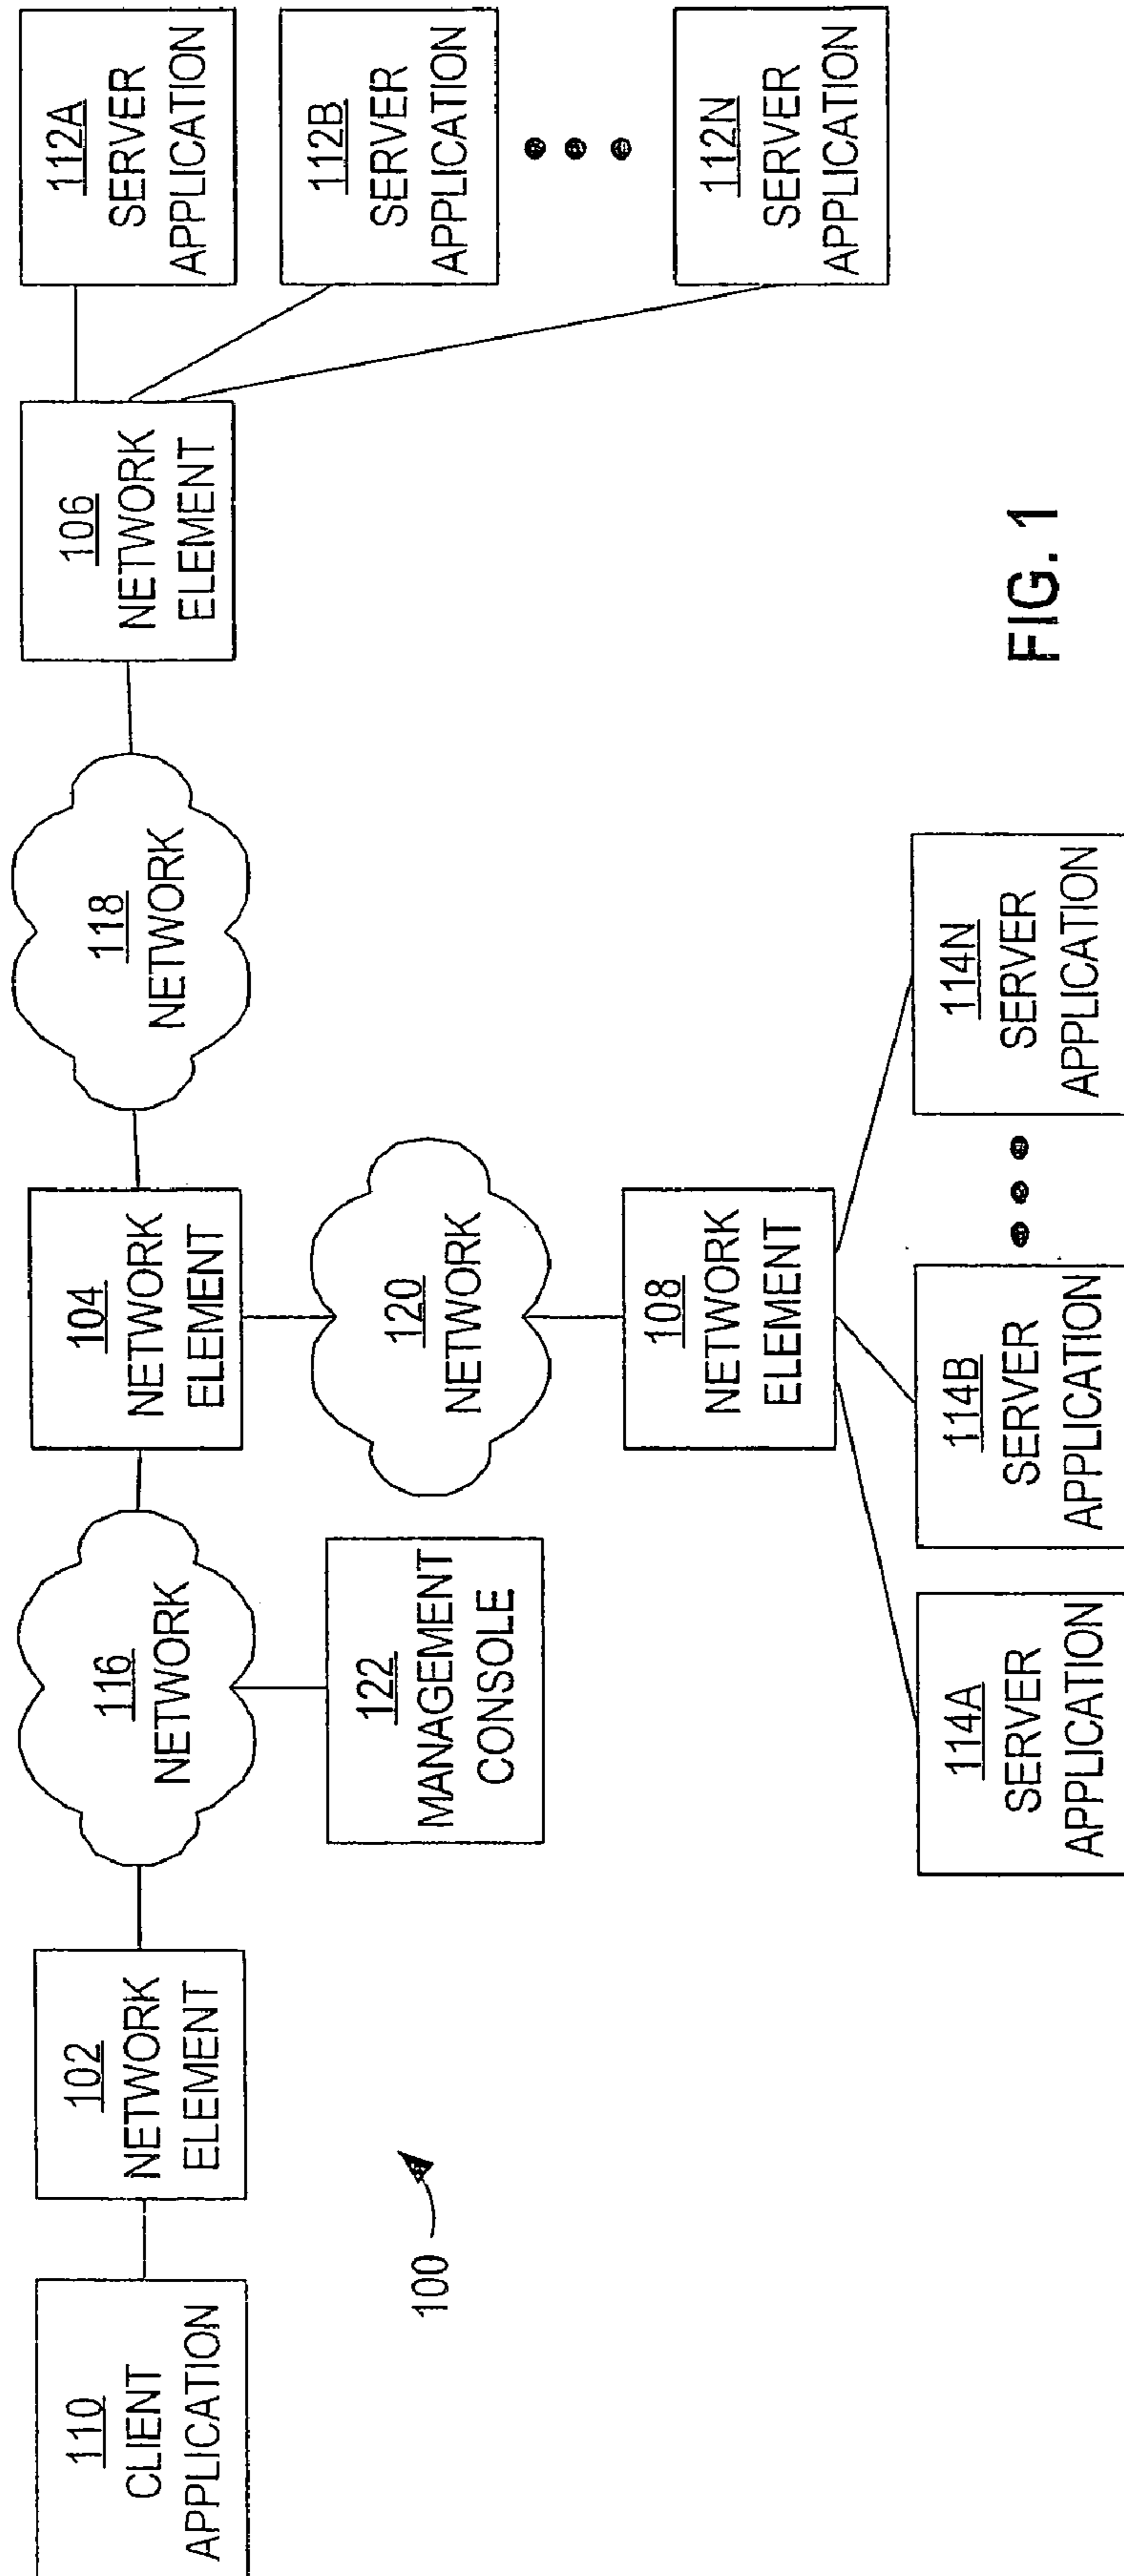 110
CLIENT
APPLICATION
102
NETWORK
ELEMENT
116
NETWORK
104
NETWORK
ELEMENT
118
NETWORK
106
NETWORK
ELEMENT
112A
SERVER
APPLICATION
112B
SERVER
APPLICATION
112N
SERVER
APPLICATION
122
MANAGEMENT
CONSOLE
120
NETWORK
108
NETWORK
ELEMENT
114A
SERVER
APPLICATION
114B
SERVER
APPLICATION
114N
SERVER
APPLICATION
100
FIG. 1